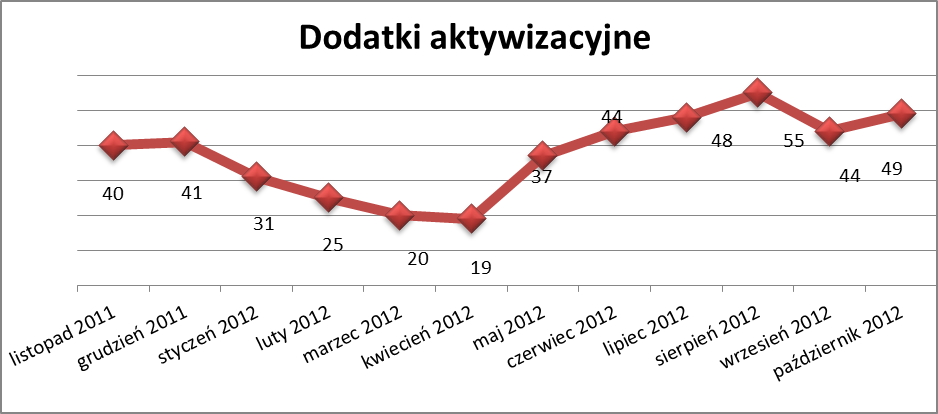 Dodatki aktywizacyjne
40
41
31
25
20
19
37
44
48
55
44
49
listopad 2011
grudzień 2011
styczeń 2012
luty 2012
marzec 2012
kwiecień 2012
maj 2012
czerwiec 2012
lipiec 2012
sierpień 2012
wrzesień 2012
październik 2012